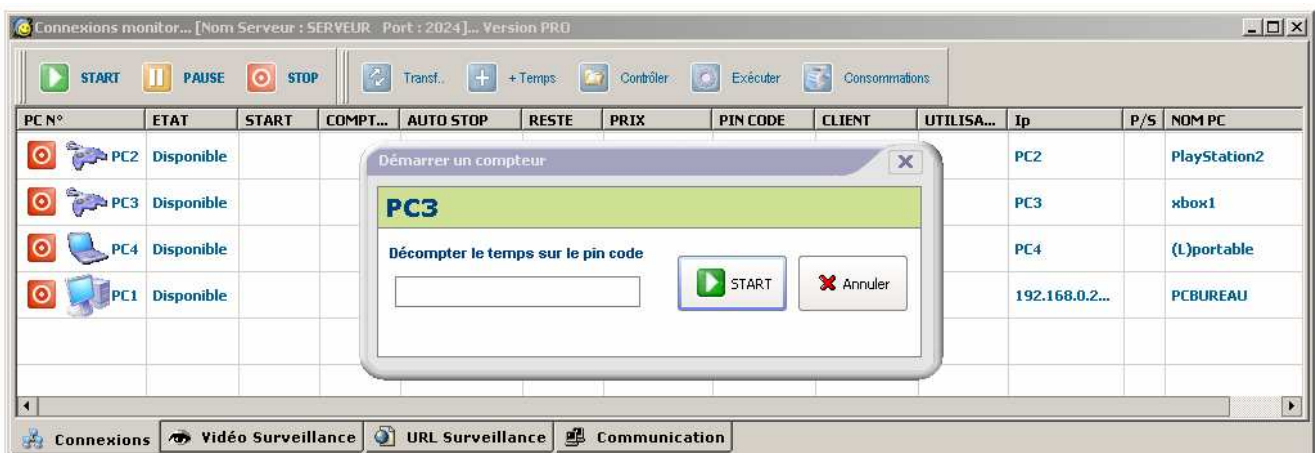 Connexions monitor... [Nom Serveur : SERVEUR Port : 2024]... Version PRO
START PAUSE STOP Transf.. + Temps Contrôler Exécuter Consommations
PC N° ETAT START COMPT... AUTO STOP RESTE PRIX PIN CODE CLIENT UTILISA... Ip P/S NOM PC
PC2 Disponible PC2 PlayStation2
PC3 Disponible PC3 xbox1
PC4 Disponible PC4 (L)portable
PC1 Disponible 192.168.0.2... PCBUREAU
Démarrer un compteur
PC3
Décompter le temps sur le pin code
START Annuler
Connexions Vidéo Surveillance URL Surveillance Communication